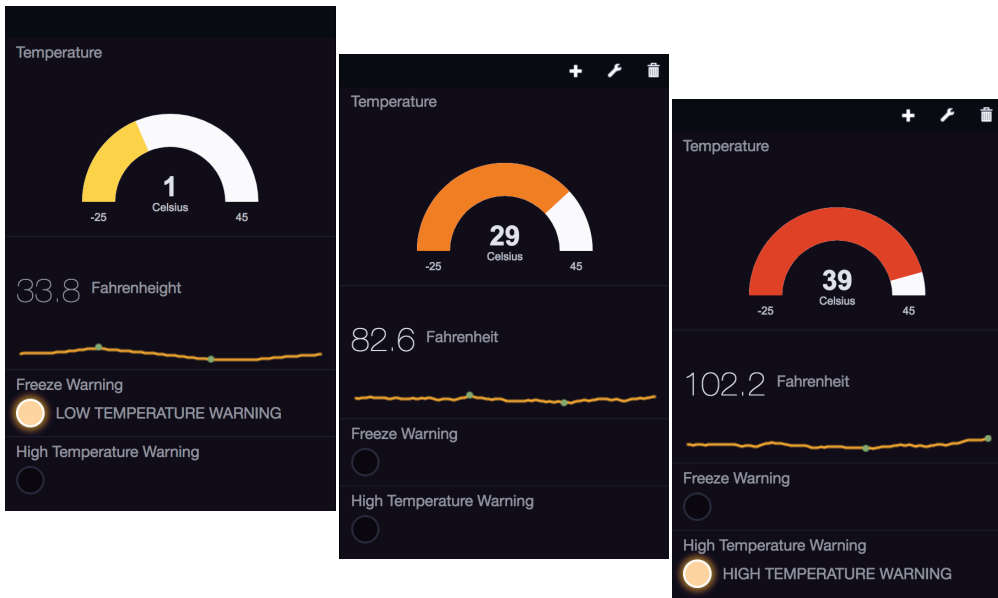 Temperature
1
Celsius
-25 45
33.8 Fahrenheight
Freeze Warning
LOW TEMPERATURE WARNING
High Temperature Warning
Temperature
29
Celsius
-25 45
82.6 Fahrenheit
Freeze Warning
High Temperature Warning
Temperature
39
Celsius
-25 45
102.2 Fahrenheit
Freeze Warning
High Temperature Warning
HIGH TEMPERATURE WARNING